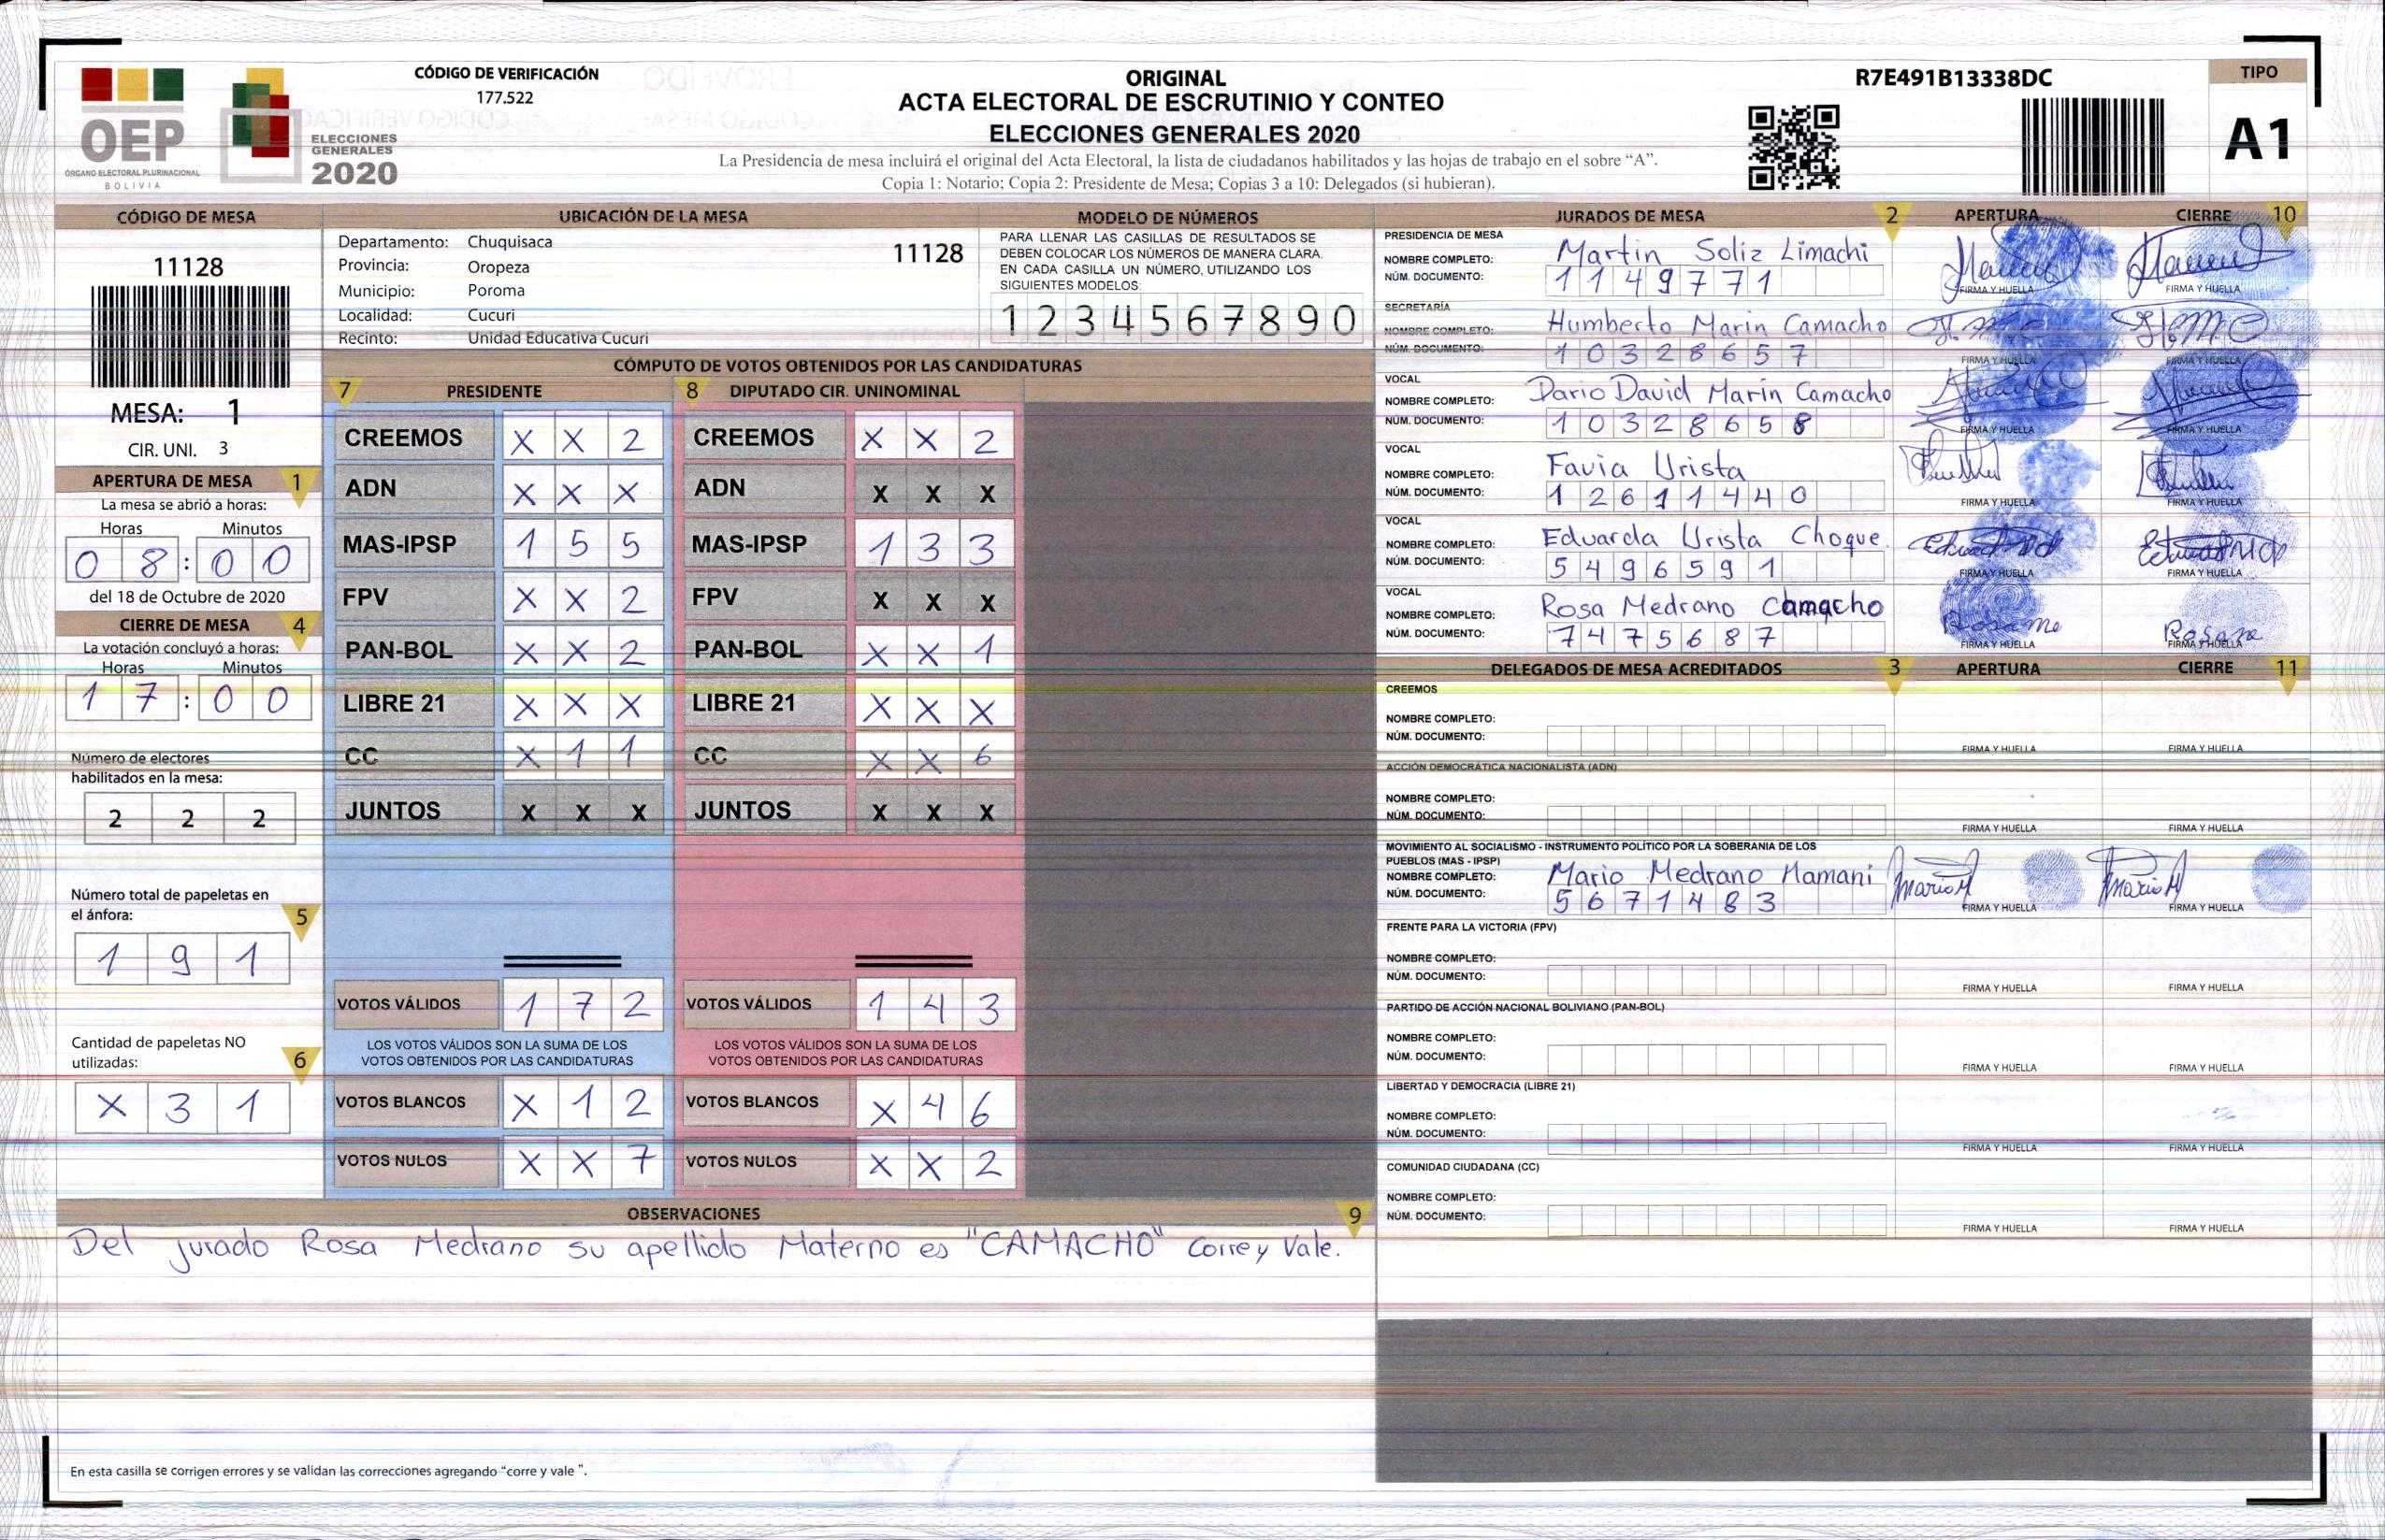 CÓDIGO DE VERIFICACIÓN
177.522
OEP
ÓRGANO ELECTORAL PLURINACIONAL
BOLIVIA
ELECCIONES
GENERALES
2020
ORIGINAL
ACTA ELECTORAL DE ESCRUTINIO Y CONTEO
ELECCIONES GENERALES 2020
La Presidencia de mesa incluirá el original del Acta Electoral, la lista de ciudadanos habilitados y las hojas de trabajo en el sobre “A”.
Copia 1: Notario; Copia 2: Presidente de Mesa; Copias 3 a 10: Delegados (si hubieran).
R7E491B13338DC
TIPO
A1
CÓDIGO DE MESA
11128
MESA: 1
CIR. UNI. 3
APERTURA DE MESA 1
La mesa se abrió a horas:
Horas Minutos
0 8 : 0 0
del 18 de Octubre de 2020
CIERRE DE MESA 4
La votación concluyó a horas:
Horas Minutos
1 7 : 0 0
Número de electores
habilitados en la mesa:
2 2 2
Número total de papeletas en
el ánfora: 5
1 9 1
Cantidad de papeletas NO
utilizadas: 6
X 3 1
UBICACIÓN DE LA MESA
Departamento: Chuquisaca 11128
Provincia: Oropeza
Municipio: Poroma
Localidad: Cucuri
Recinto: Unidad Educativa Cucuri
MODELO DE NÚMEROS
PARA LLENAR LAS CASILLAS DE RESULTADOS SE
DEBEN COLOCAR LOS NÚMEROS DE MANERA CLARA.
EN CADA CASILLA UN NÚMERO, UTILIZANDO LOS
SIGUIENTES MODELOS:
1 2 3 4 5 6 7 8 9 0
CÓMPUTO DE VOTOS OBTENIDOS POR LAS CANDIDATURAS
7 PRESIDENTE 8 DIPUTADO CIR. UNINOMINAL
CREEMOS X X 2 CREEMOS X X 2
ADN X X X ADN X X X
MAS-IPSP 1 5 5 MAS-IPSP 1 3 3
FPV X X 2 FPV X X X
PAN-BOL X X 2 PAN-BOL X X 1
LIBRE 21 X X X LIBRE 21 X X X
CC X 1 1 CC X X 6
JUNTOS X X X JUNTOS X X X
VOTOS VÁLIDOS 1 7 2 VOTOS VÁLIDOS 1 4 3
LOS VOTOS VÁLIDOS SON LA SUMA DE LOS LOS VOTOS VÁLIDOS SON LA SUMA DE LOS
VOTOS OBTENIDOS POR LAS CANDIDATURAS VOTOS OBTENIDOS POR LAS CANDIDATURAS
VOTOS BLANCOS X 1 2 VOTOS BLANCOS X 4 6
VOTOS NULOS X X 7 VOTOS NULOS X X 2
OBSERVACIONES 9
Del jurado Rosa Medrano su apellido Materno es "CAMACHO" Corre y Vale.
En esta casilla se corrigen errores y se validan las correcciones agregando “corre y vale ”.
JURADOS DE MESA 2 APERTURA CIERRE 10
PRESIDENCIA DE MESA
NOMBRE COMPLETO: Martin Soliz Limachi
NÚM. DOCUMENTO: 1 1 4 9 7 7 1
FIRMA Y HUELLA FIRMA Y HUELLA
SECRETARÍA
NOMBRE COMPLETO: Humberto Marin Camacho
NÚM. DOCUMENTO: 1 0 3 2 8 6 5 7
FIRMA Y HUELLA FIRMA Y HUELLA
VOCAL
NOMBRE COMPLETO: Dario David Marin Camacho
NÚM. DOCUMENTO: 1 0 3 2 8 6 5 8
FIRMA Y HUELLA FIRMA Y HUELLA
VOCAL
NOMBRE COMPLETO: Favia Urista
NÚM. DOCUMENTO: 1 2 6 1 1 4 4 0
FIRMA Y HUELLA FIRMA Y HUELLA
VOCAL
NOMBRE COMPLETO: Eduarda Urista Choque.
NÚM. DOCUMENTO: 5 4 9 6 5 9 1
FIRMA Y HUELLA FIRMA Y HUELLA
VOCAL
NOMBRE COMPLETO: Rosa Medrano Camacho
NÚM. DOCUMENTO: 7 4 7 5 6 8 7
FIRMA Y HUELLA FIRMA Y HUELLA
DELEGADOS DE MESA ACREDITADOS 3 APERTURA CIERRE 11
CREEMOS
NOMBRE COMPLETO:
NÚM. DOCUMENTO:
FIRMA Y HUELLA FIRMA Y HUELLA
ACCIÓN DEMOCRÁTICA NACIONALISTA (ADN)
NOMBRE COMPLETO:
NÚM. DOCUMENTO:
FIRMA Y HUELLA FIRMA Y HUELLA
MOVIMIENTO AL SOCIALISMO - INSTRUMENTO POLÍTICO POR LA SOBERANIA DE LOS
PUEBLOS (MAS - IPSP)
NOMBRE COMPLETO: Mario Medrano Mamani
NÚM. DOCUMENTO: 5 6 7 1 4 8 3
FIRMA Y HUELLA FIRMA Y HUELLA
FRENTE PARA LA VICTORIA (FPV)
NOMBRE COMPLETO:
NÚM. DOCUMENTO:
FIRMA Y HUELLA FIRMA Y HUELLA
PARTIDO DE ACCIÓN NACIONAL BOLIVIANO (PAN-BOL)
NOMBRE COMPLETO:
NÚM. DOCUMENTO:
FIRMA Y HUELLA FIRMA Y HUELLA
LIBERTAD Y DEMOCRACIA (LIBRE 21)
NOMBRE COMPLETO:
NÚM. DOCUMENTO:
FIRMA Y HUELLA FIRMA Y HUELLA
COMUNIDAD CIUDADANA (CC)
NOMBRE COMPLETO:
NÚM. DOCUMENTO:
FIRMA Y HUELLA FIRMA Y HUELLA